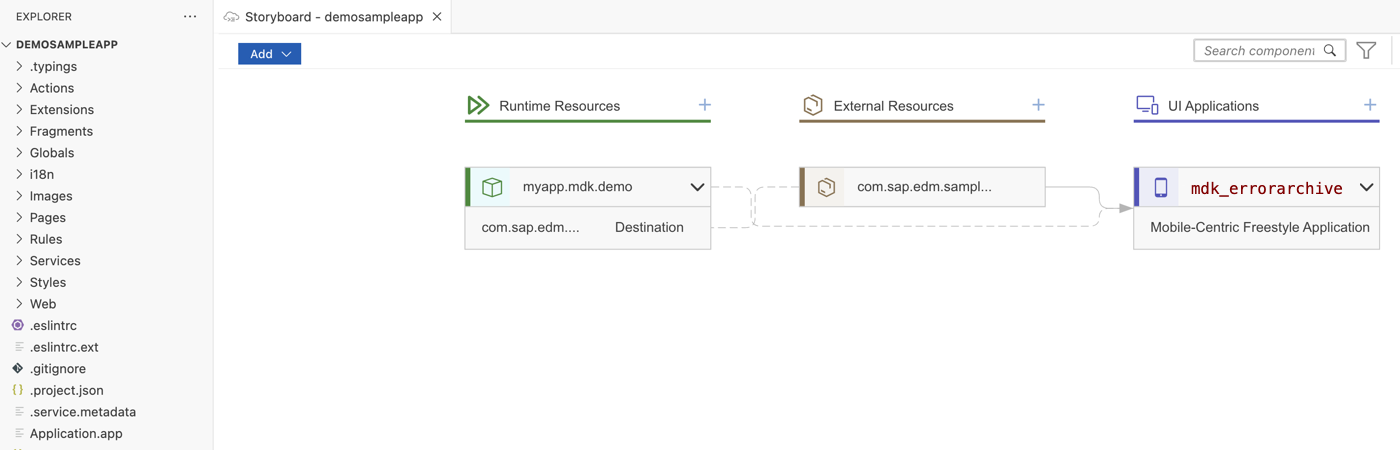 EXPLORER
···
DEMOSAMPLEAPP
.typings
Actions
Extensions
Fragments
Globals
i18n
Images
Pages
Rules
Services
Styles
Web
.eslintrc
.eslintrc.ext
.gitignore
{} .project.json
.service.metadata
Application.app
Storyboard - demosampleapp
Add
Search component
Runtime Resources +
External Resources +
UI Applications +
myapp.mdk.demo
com.sap.edm.... Destination
com.sap.edm.sampl...
mdk_errorarchive
Mobile-Centric Freestyle Application